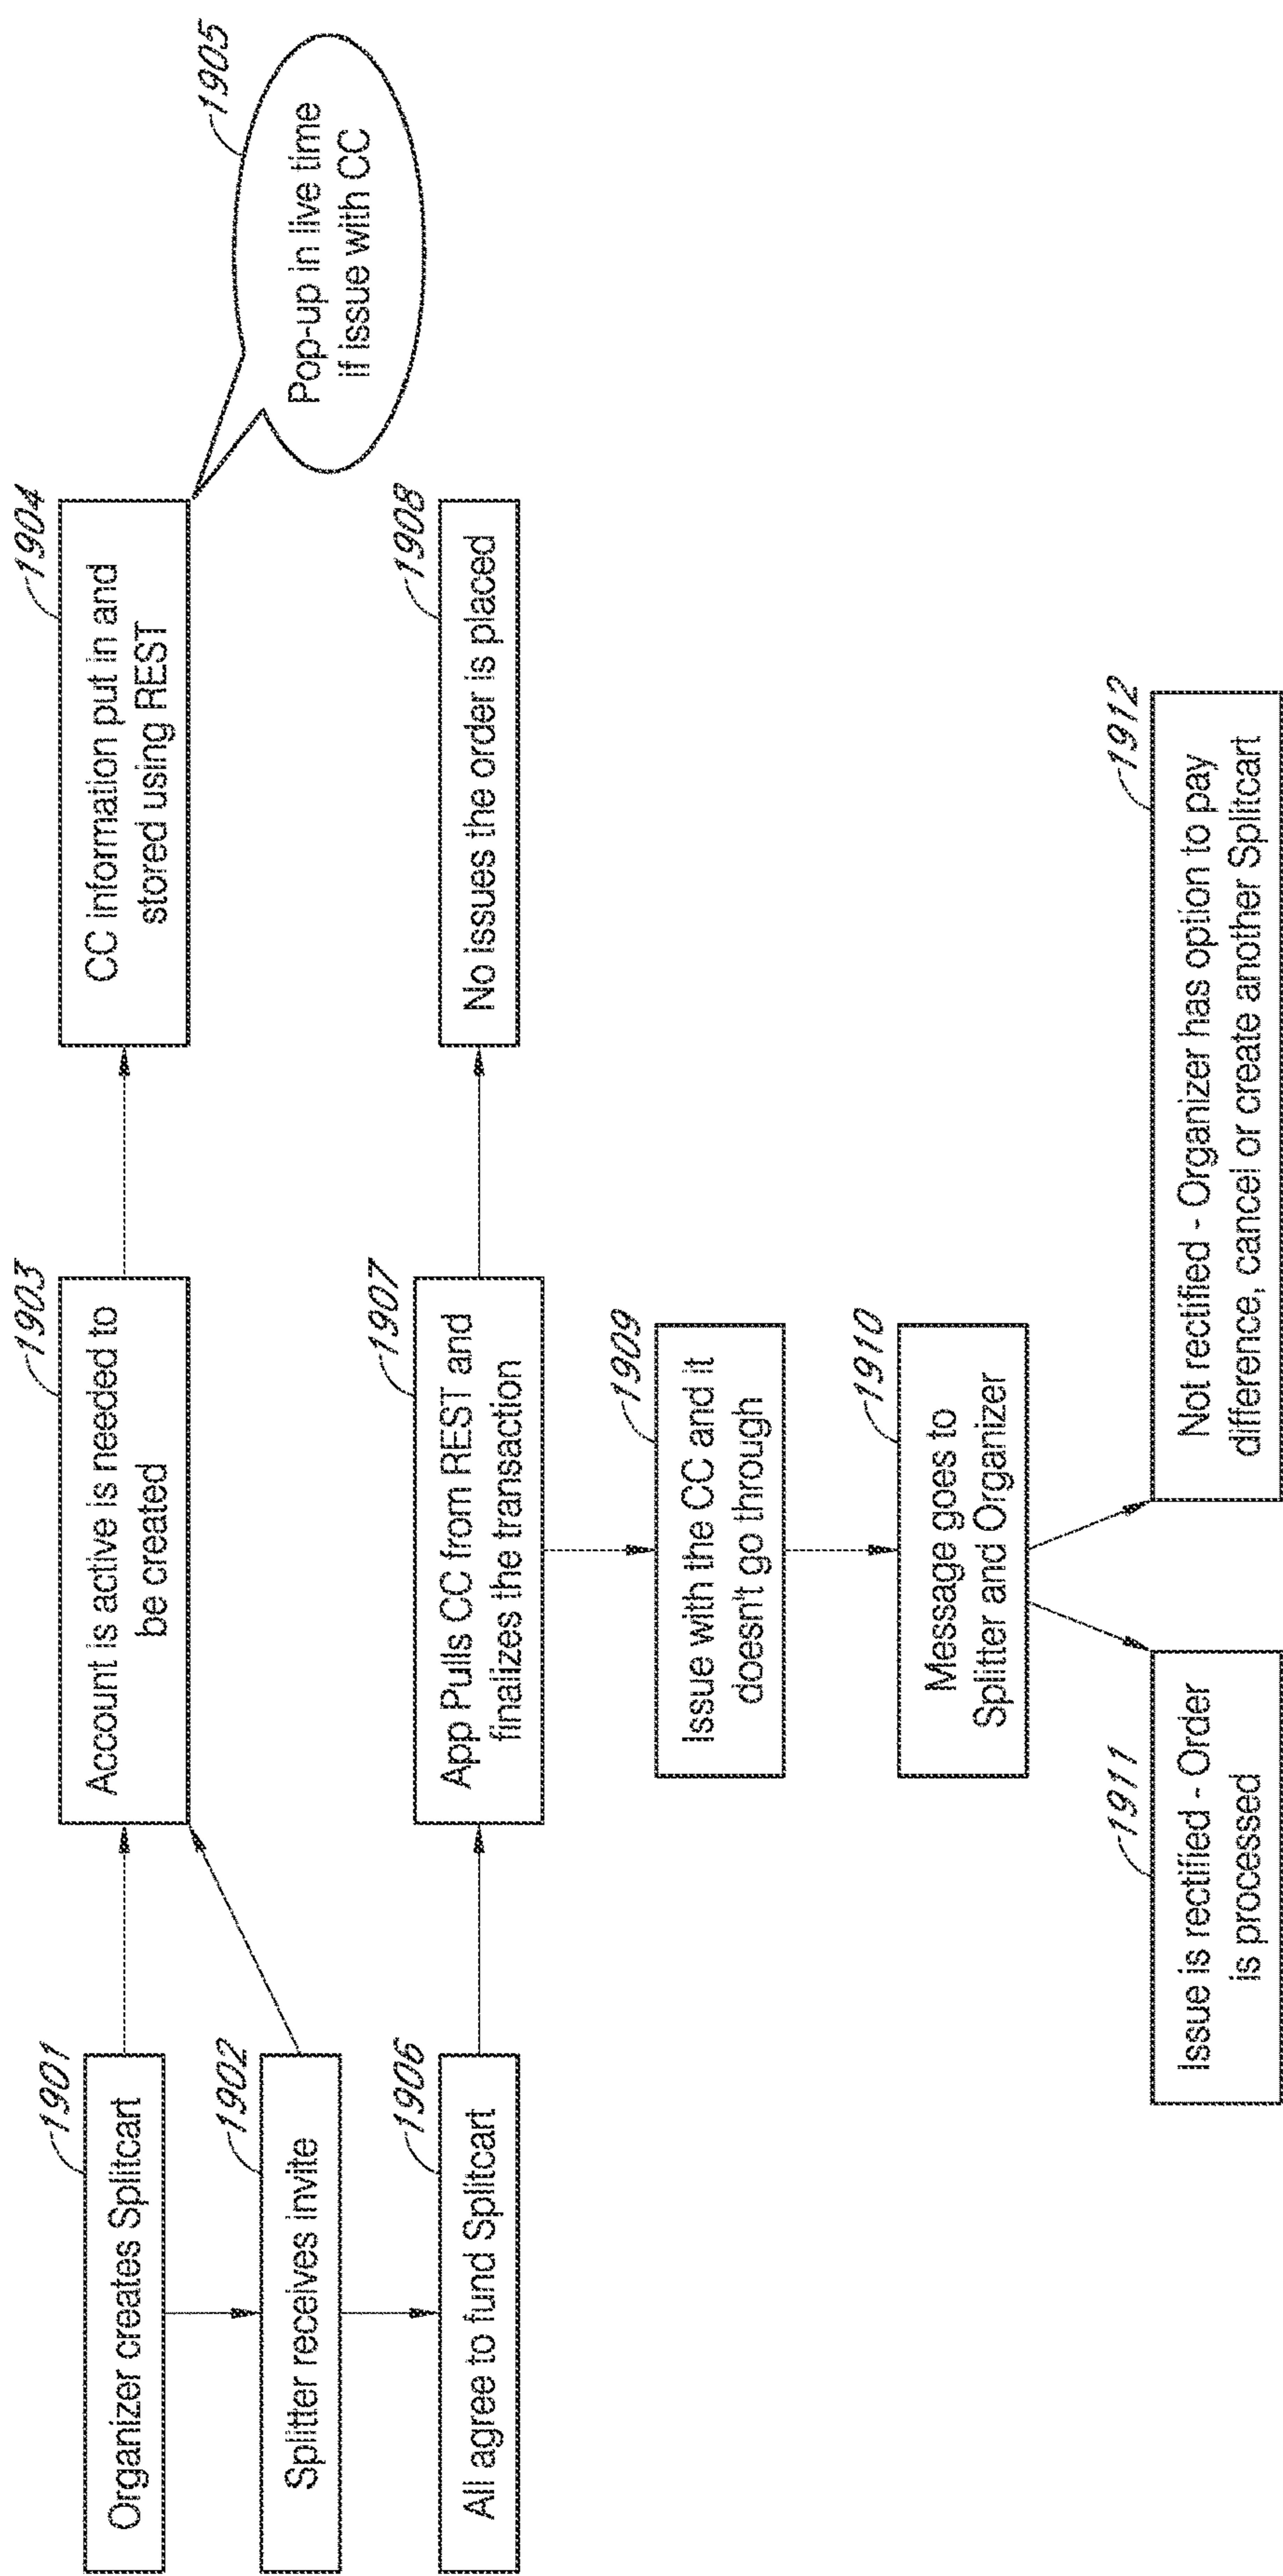 1901
Organizer creates Splitcart
1902
Splitter receives invite
1903
Account is active is needed to
be created
1904
CC information put in and
stored using REST
1905
Pop-up in live time
if issue with CC
1906
All agree to fund Splitcart
1907
App Pulls CC from REST and
finalizes the transaction
1908
No issues the order is placed
1909
Issue with the CC and it
doesn't go through
1910
Message goes to
Splitter and Organizer
1911
Issue is rectified - Order
is processed
1912
Not rectified - Organizer has option to pay
difference, cancel or create another Splitcart